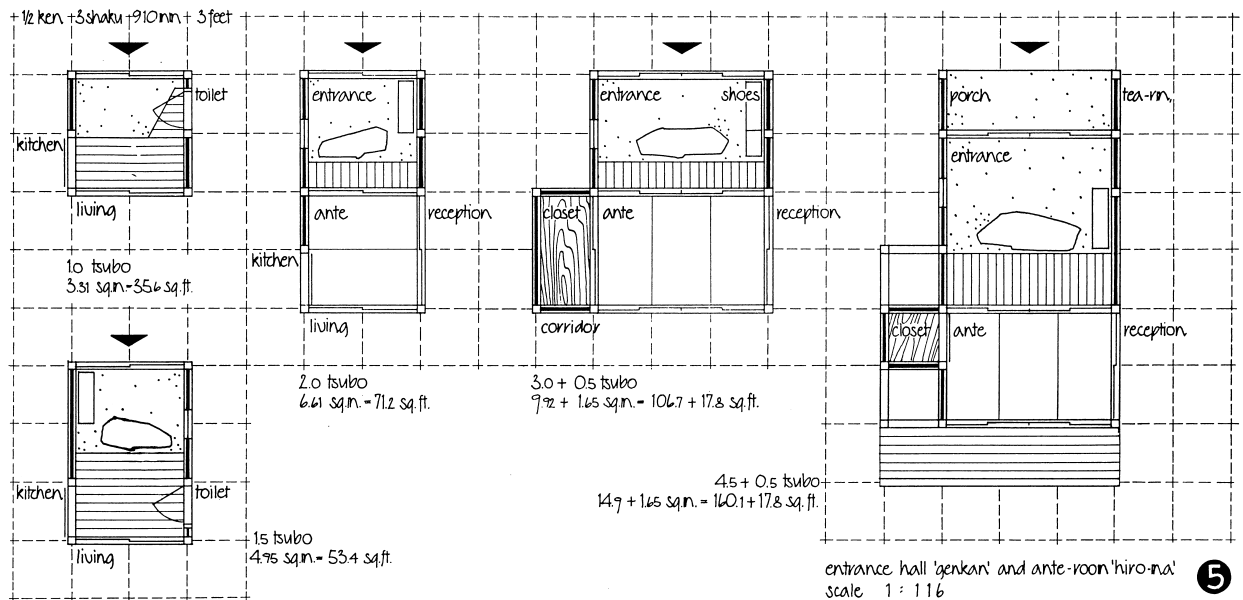 1/2 ken = 3 shaku = 910 mm = 3 feet
toilet
kitchen
living
1.0 tsubo
3.31 sq.m. = 35.6 sq.ft.
entrance
ante
reception
kitchen
living
2.0 tsubo
6.61 sq.m. = 71.2 sq.ft.
entrance shoes
closet ante
reception
corridor
3.0 + 0.5 tsubo
9.92 + 1.65 sq.m. = 106.7 + 17.8 sq.ft.
porch
tea-rm.
entrance
closet ante
reception
4.5 + 0.5 tsubo
14.9 + 1.65 sq.m. = 160.1 + 17.8 sq.ft.
kitchen
toilet
living
1.5 tsubo
4.95 sq.m. = 53.4 sq.ft.
entrance hall 'genkan' and ante-room 'hiro-ma'
scale 1 : 116
5